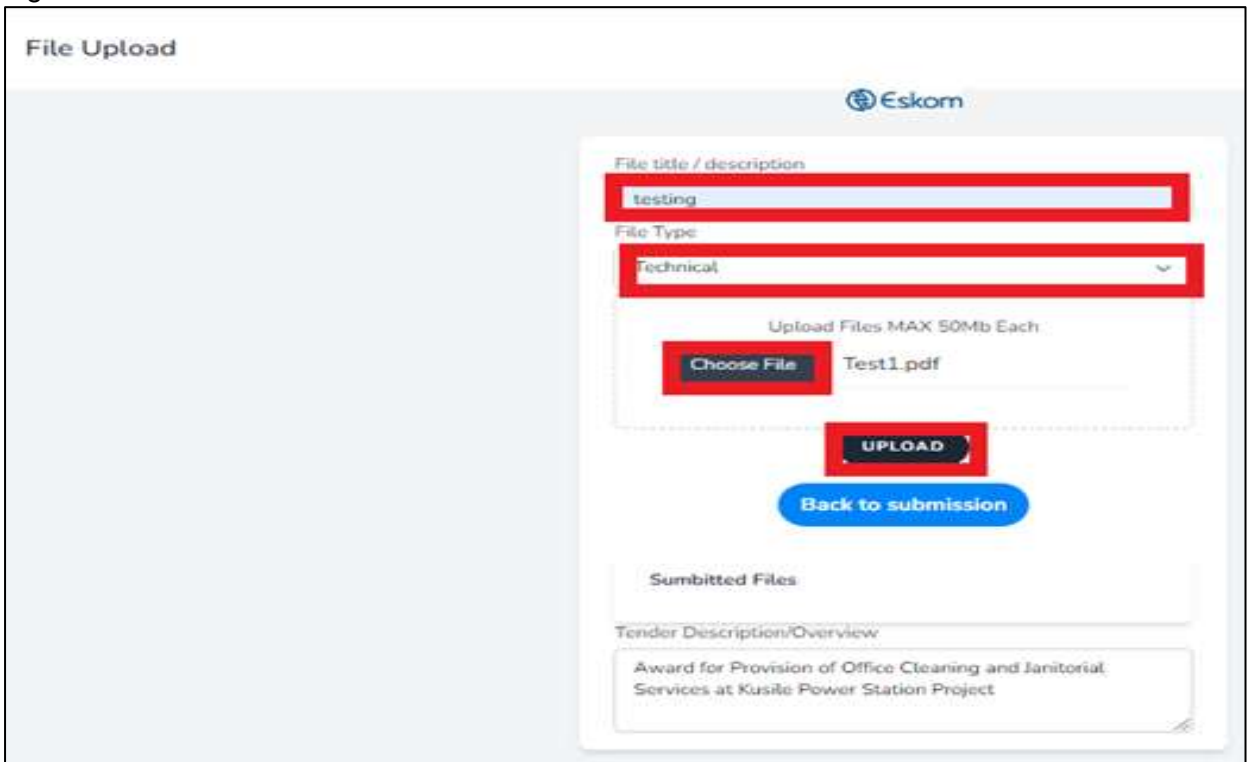 File Upload
Eskom
File title / description
testing
File Type
Technical
Upload Files MAX 50Mb Each
Choose File Test1.pdf
UPLOAD
Back to submission
Sumbitted Files
Tender Description/Overview
Award for Provision of Office Cleaning and Janitorial
Services at Kusile Power Station Project